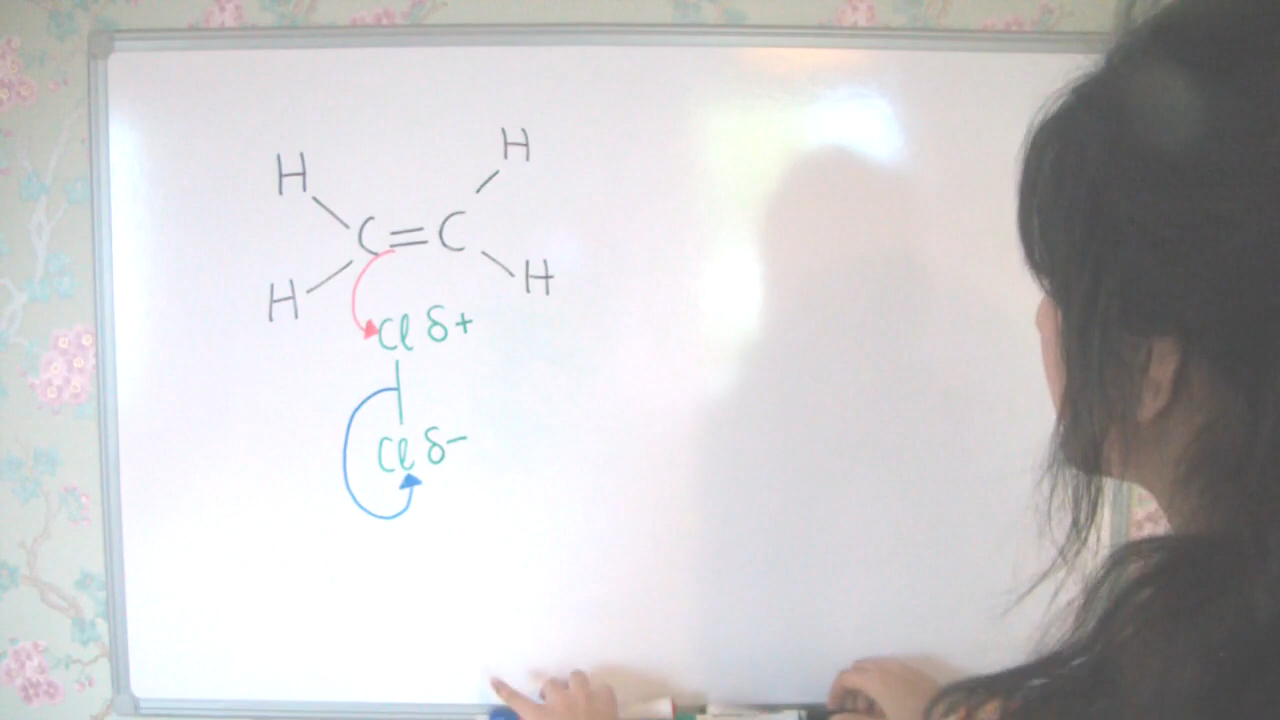 H H
C=C
H H
Cl δ+
Cl δ-